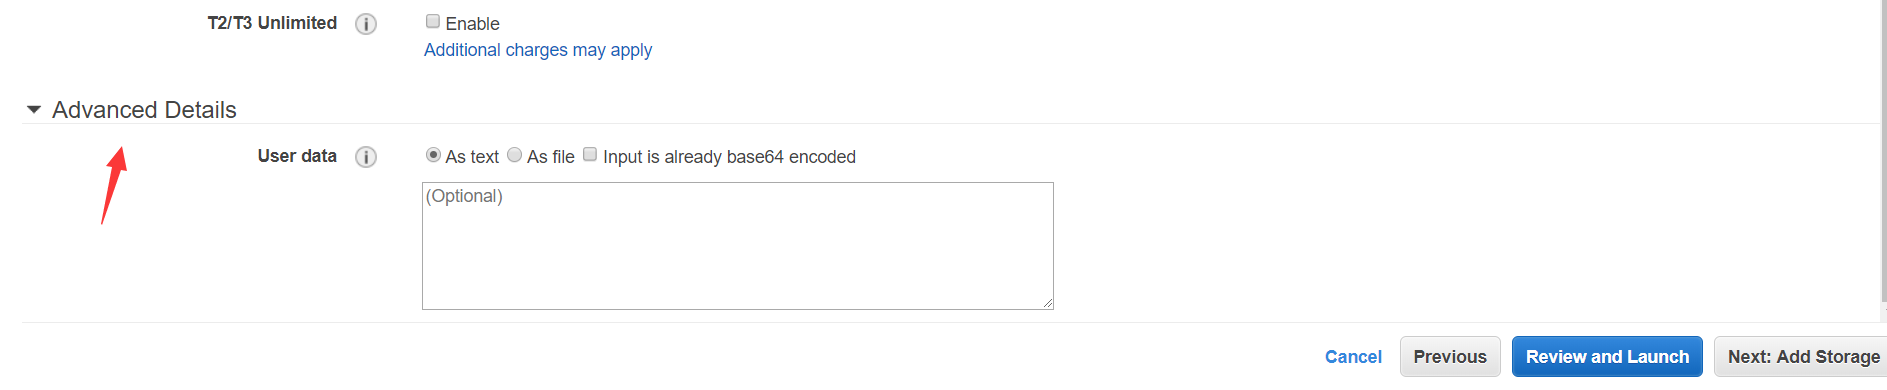 T2/T3 Unlimited i Enable
Additional charges may apply
Advanced Details
User data i As text As file Input is already base64 encoded
(Optional)
Cancel Previous Review and Launch Next: Add Storage